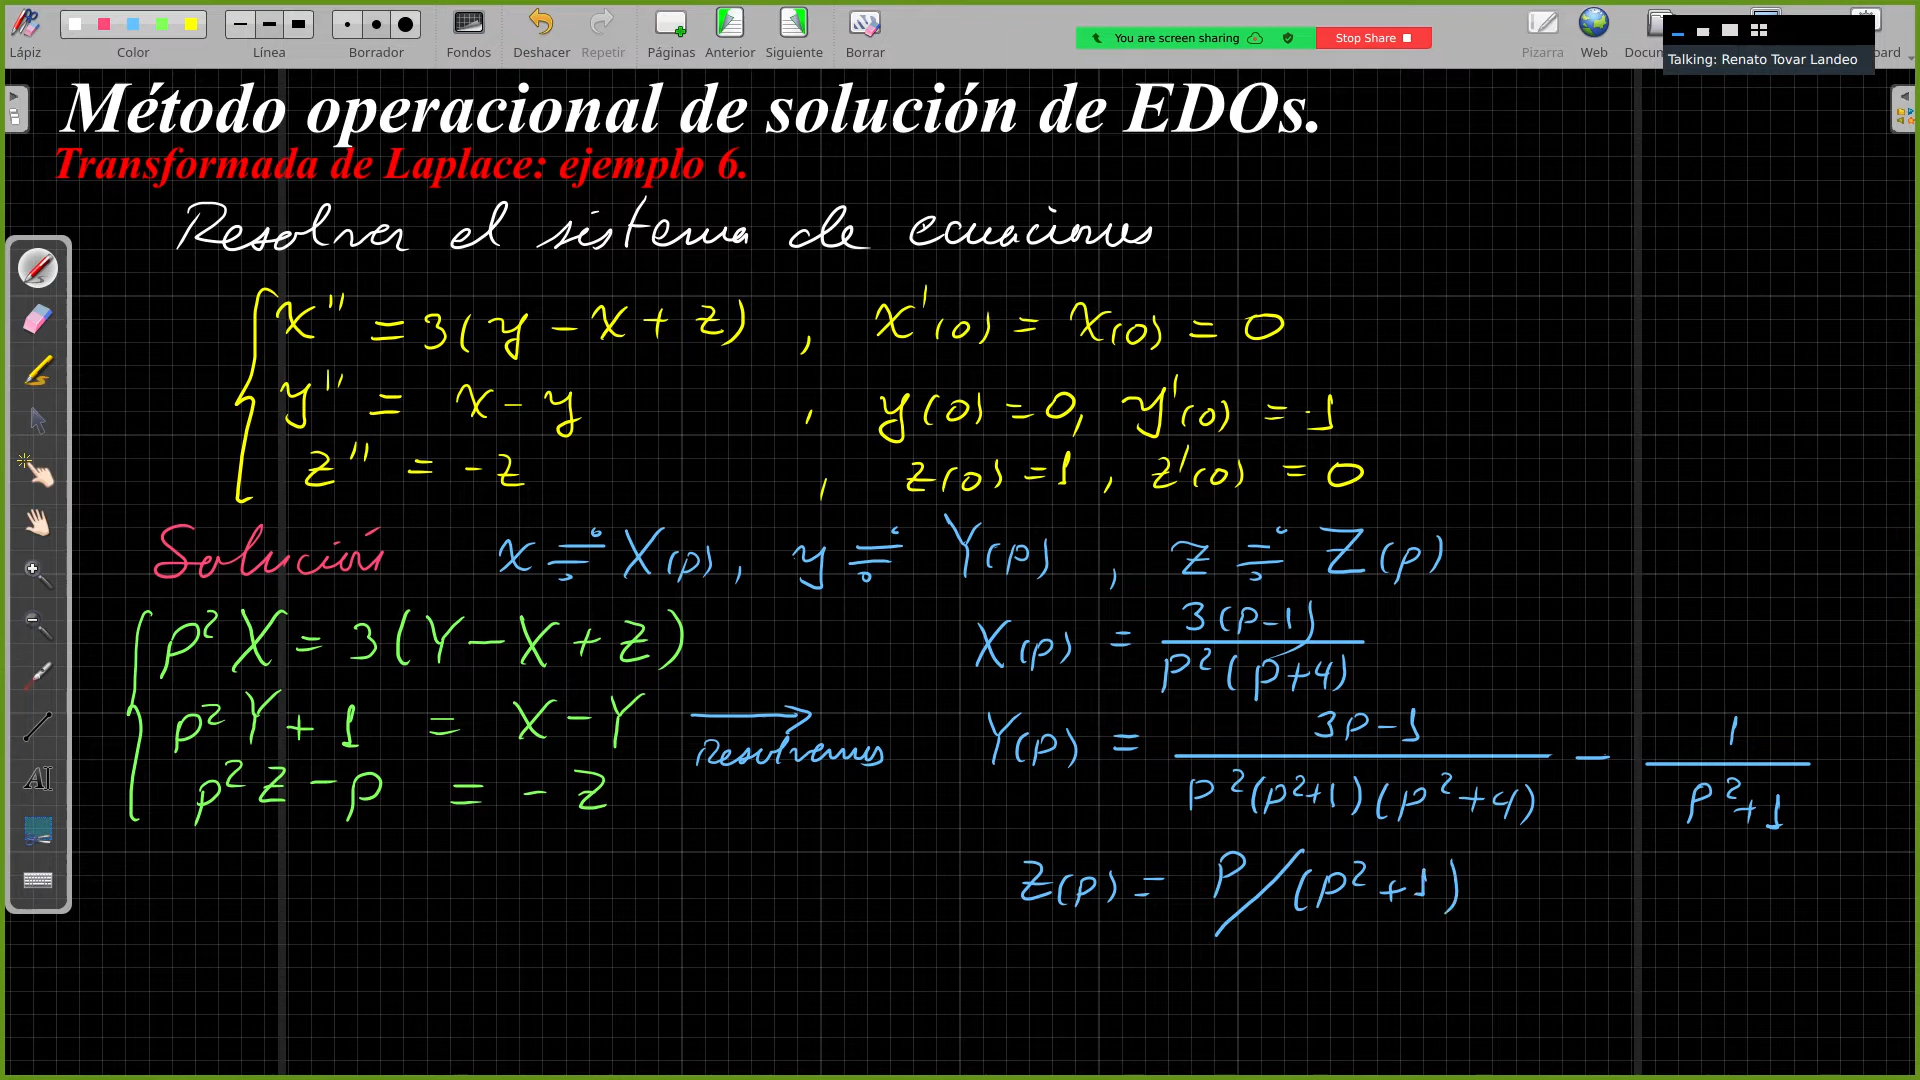 Lápiz Color Línea Borrador Fondos Deshacer Repetir Páginas Anterior Siguiente Borrar Pizarra Web
You are screen sharing Stop Share
Talking: Renato Tovar Landeo
Método operacional de solución de EDOs.
Transformada de Laplace: ejemplo 6.
Resolver el sistema de ecuaciones
x'' = 3(y - x + z) , x'(0) = x(0) = 0
y'' = x - y , y(0) = 0, y'(0) = -1
z'' = -z , z(0) = 1 , z'(0) = 0
Solución x ≓ X(p), y ≓ Y(p) , z ≓ Z(p)
p²X = 3(Y - X + Z)
p²Y + 1 = X - Y
p²Z - p = - Z
Resolvemos
X(p) = 3(p-1) / p²(p+4)
Y(p) = 3p-1 / p²(p²+1)(p²+4) - 1 / p²+1
Z(p) = p/(p²+1)